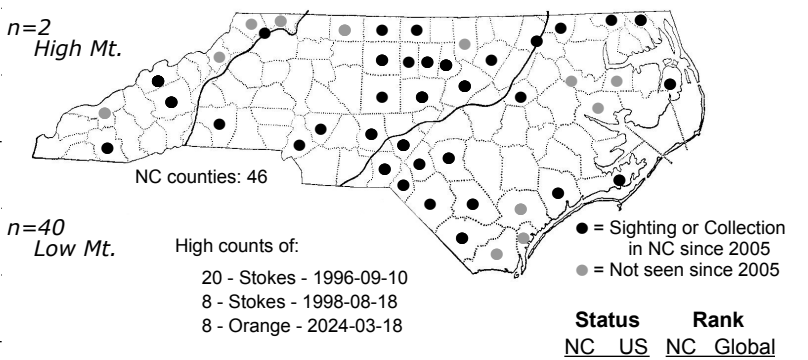 n=2
High Mt.
NC counties: 46
n=40
Low Mt.
High counts of:
20 - Stokes - 1996-09-10
8 - Stokes - 1998-08-18
8 - Orange - 2024-03-18
● = Sighting or Collection
in NC since 2005
● = Not seen since 2005
Status Rank
NC US NC Global